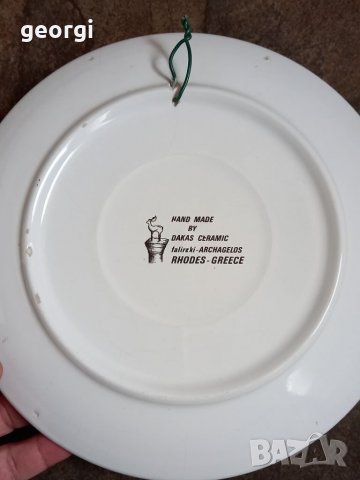 georgi
HAND MADE
BY
DAKAS CERAMIC
faliraki-ARCHAGELOS
RHODES-GREECE
BAZAR